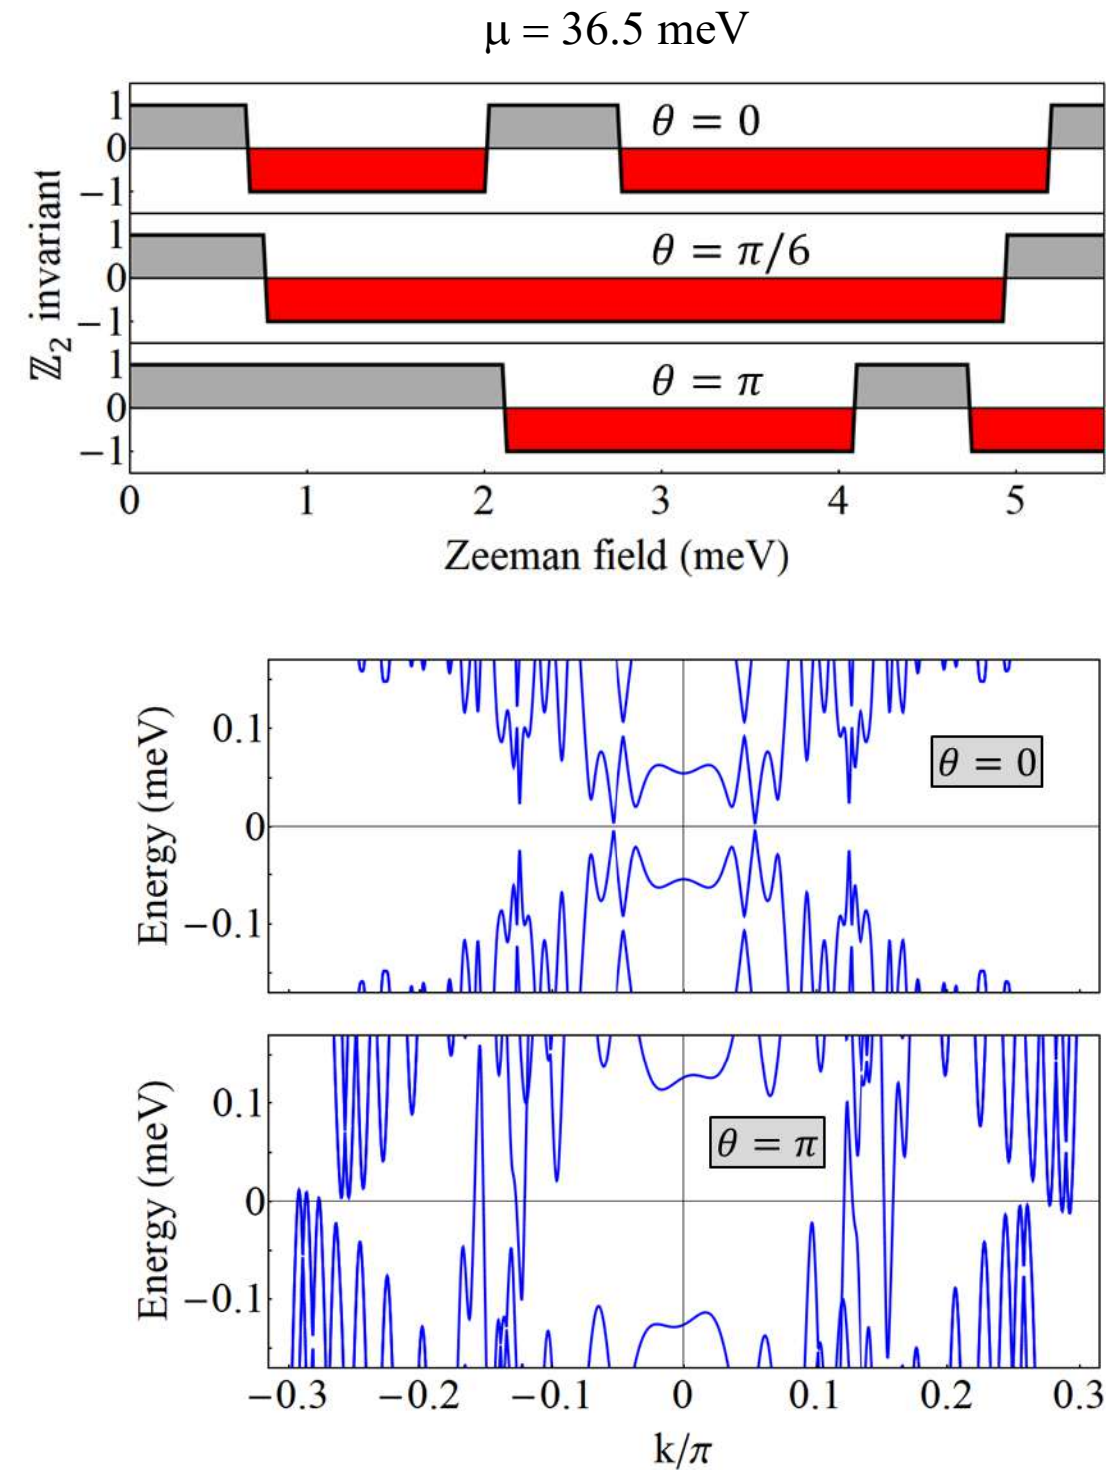 μ = 36.5 meV
1
0
−1
θ = 0
1
0
−1
θ = π/6
1
0
−1
θ = π
ℤ₂ invariant
0 1 2 3 4 5
Zeeman field (meV)
0.1
0
−0.1
Energy (meV)
θ = 0
0.1
0
−0.1
Energy (meV)
θ = π
−0.3 −0.2 −0.1 0 0.1 0.2 0.3
k/π